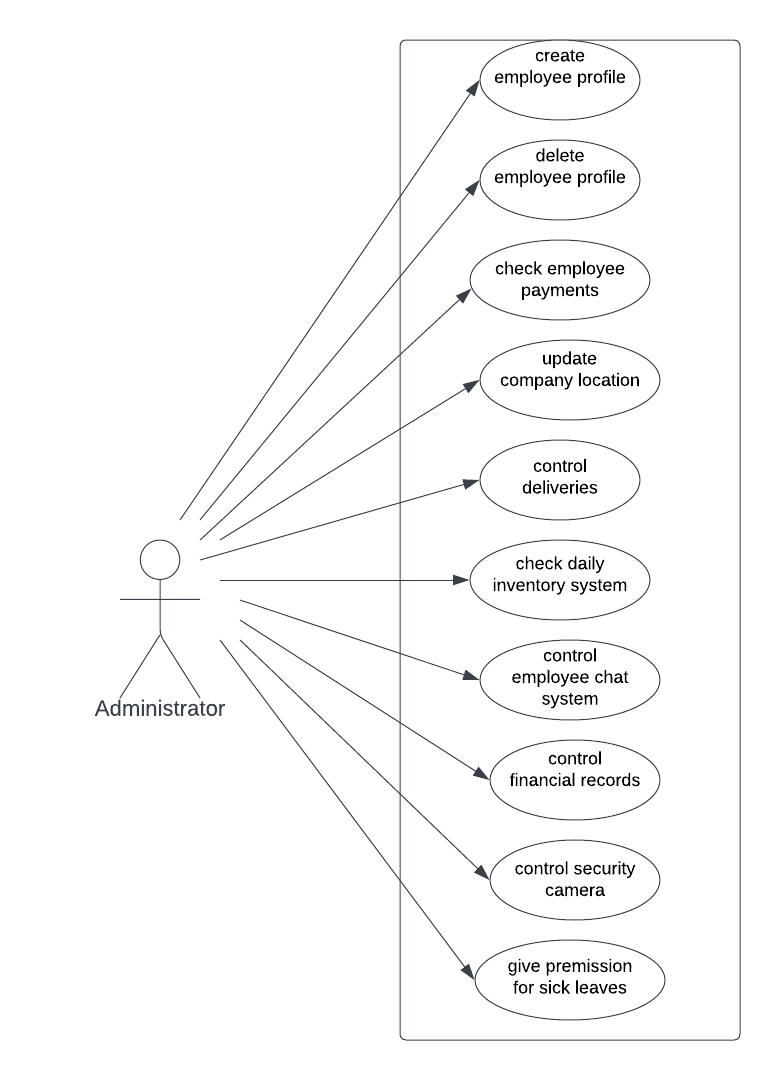 create
employee profile
delete
employee profile
check employee
payments
update
company location
control
deliveries
check daily
inventory system
control
employee chat
system
control
financial records
control security
camera
give premission
for sick leaves
Administrator